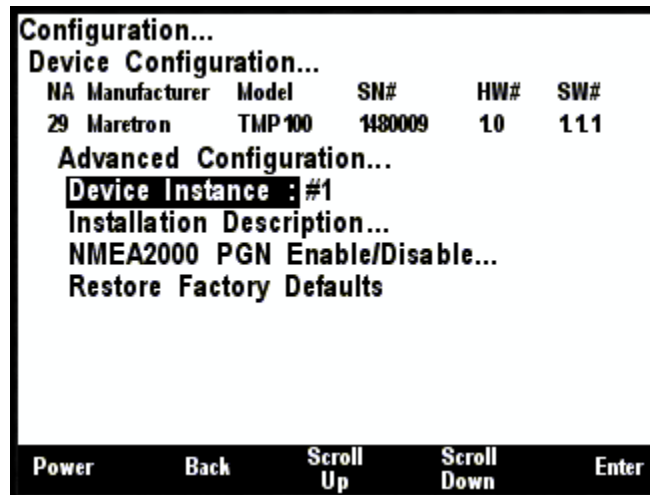 Configuration...
Device Configuration...
NA Manufacturer Model SN# HW# SW#
29 Maretron TMP100 1480009 1.0 1.1.1
Advanced Configuration...
Device Instance : #1
Installation Description...
NMEA2000 PGN Enable/Disable...
Restore Factory Defaults
Power Back Scroll Up Scroll Down Enter